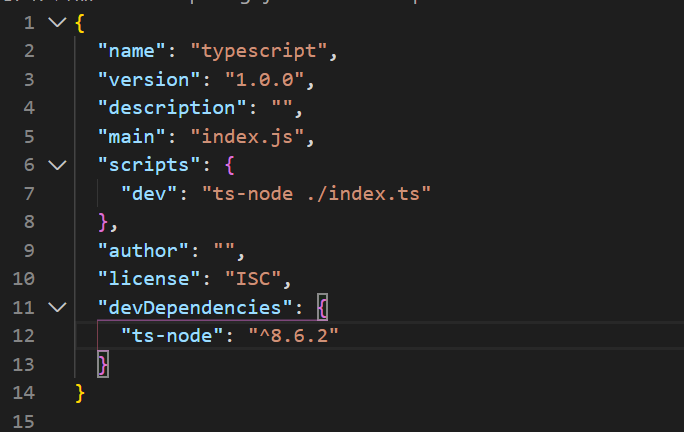 1 {
2 "name": "typescript",
3 "version": "1.0.0",
4 "description": "",
5 "main": "index.js",
6 "scripts": {
7 "dev": "ts-node ./index.ts"
8 },
9 "author": "",
10 "license": "ISC",
11 "devDependencies": {
12 "ts-node": "^8.6.2"
13 }
14 }
15